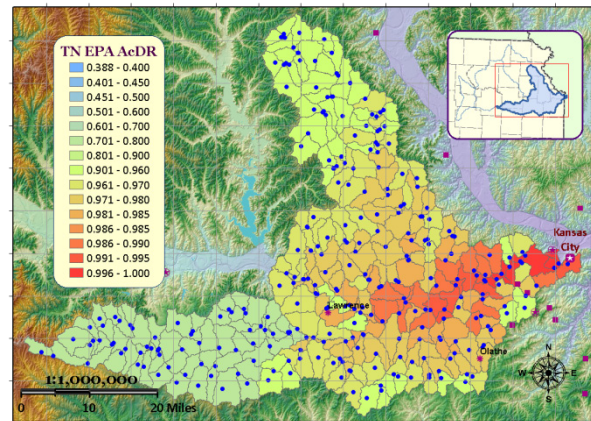 TN EPA AcDR
0.388 - 0.400
0.401 - 0.450
0.451 - 0.500
0.501 - 0.600
0.601 - 0.700
0.701 - 0.800
0.801 - 0.900
0.901 - 0.960
0.961 - 0.970
0.971 - 0.980
0.981 - 0.985
0.986 - 0.985
0.986 - 0.990
0.991 - 0.995
0.996 - 1.000
Kansas
City
Lawrence
Olathe
N
W E
S
1:1,000,000
0 10 20 Miles